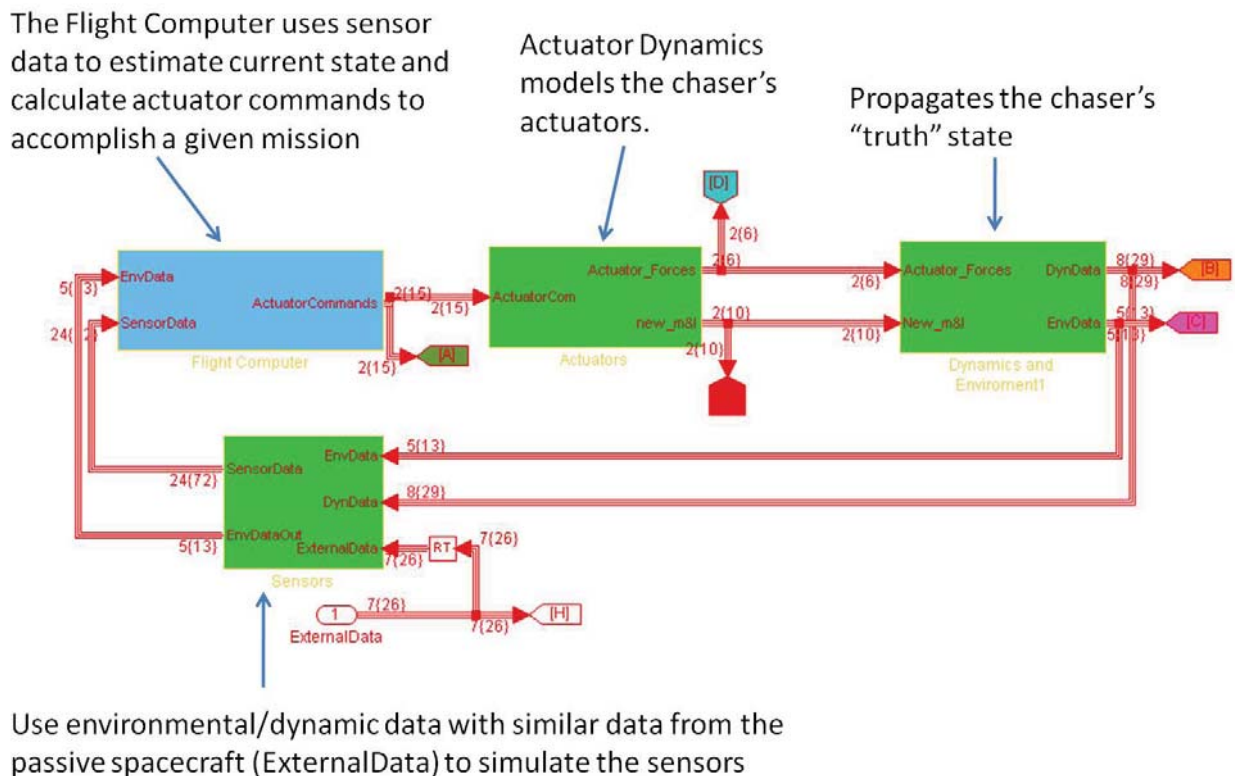 The Flight Computer uses sensor
data to estimate current state and
calculate actuator commands to
accomplish a given mission
Actuator Dynamics
models the chaser's
actuators.
Propagates the chaser's
“truth” state
[D]
2{6}
EnvData
SensorData
ActuatorCommands
Flight Computer
2{15}
2{15}
2{15}
[A]
ActuatorCom
Actuator_Forces
new_m&I
Actuators
2{6}
2{10}
2{10}
2{6}
2{10}
Actuator_Forces
New_m&I
DynData
EnvData
Dynamics and
Enviroment1
8{29}
8{29}
[B]
5{13}
5{13}
[C]
SensorData
EnvDataOut
EnvData
DynData
ExternalData
Sensors
24{72}
5{13}
5{13}
8{29}
7{26}
RT
7{26}
1
ExternalData
7{26}
7{26}
[H]
Use environmental/dynamic data with similar data from the
passive spacecraft (ExternalData) to simulate the sensors